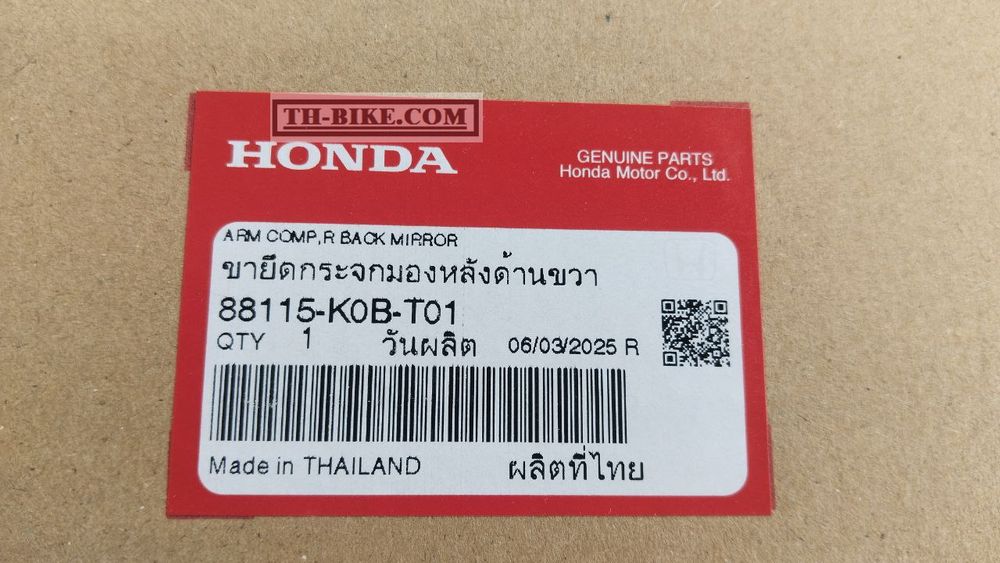 TH-BIKE.COM
HONDA
GENUINE PARTS
Honda Motor Co., Ltd.
ARM COMP,R BACK MIRROR
ขายึดกระจกมองหลังด้านขวา
88115-K0B-T01
QTY 1 วันผลิต 06/03/2025 R
Made in THAILAND ผลิตที่ไทย